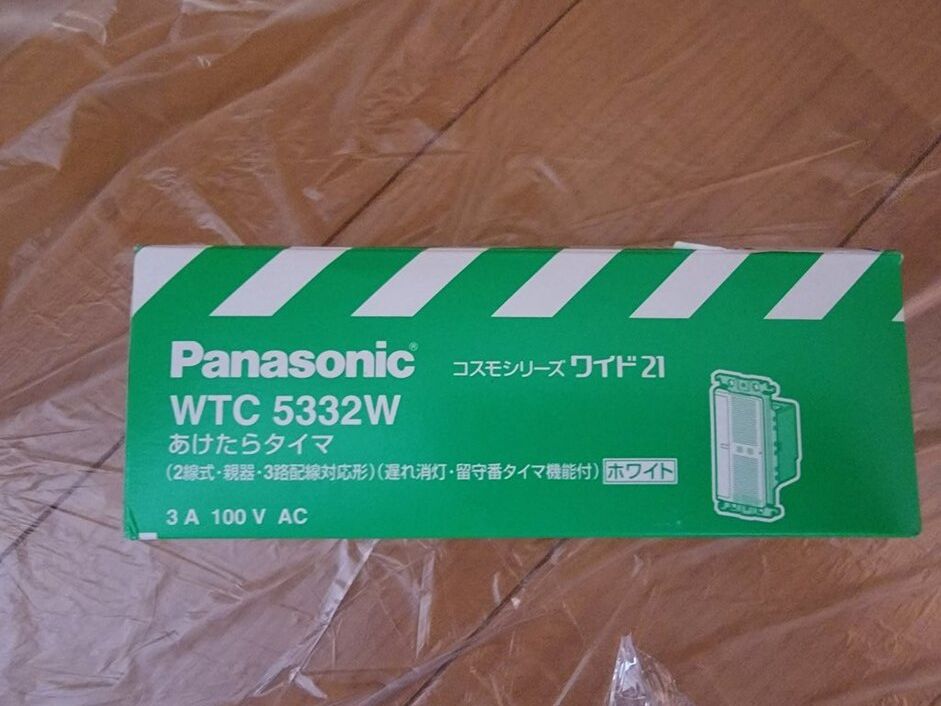 Panasonic® コスモシリーズ ワイド21
WTC 5332W
あけたらタイマ
(2線式・親器・3路配線対応形)(遅れ消灯・留守番タイマ機能付) ホワイト
3A 100V AC